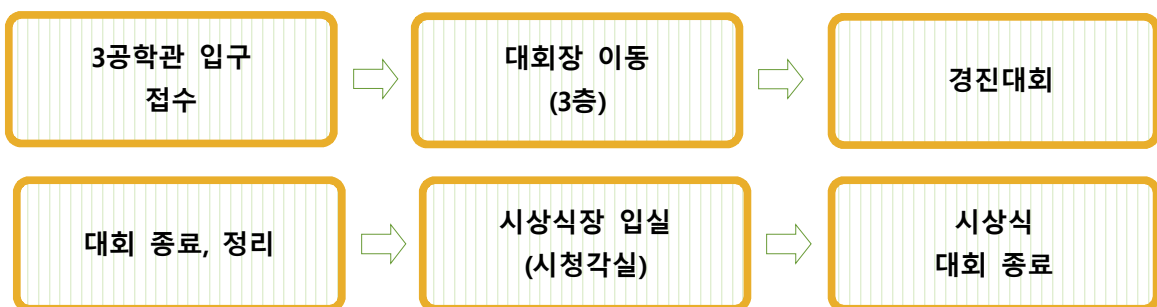 3공학관 입구
접수
대회장 이동
(3층)
경진대회
대회 종료, 정리
시상식장 입실
(시청각실)
시상식
대회 종료